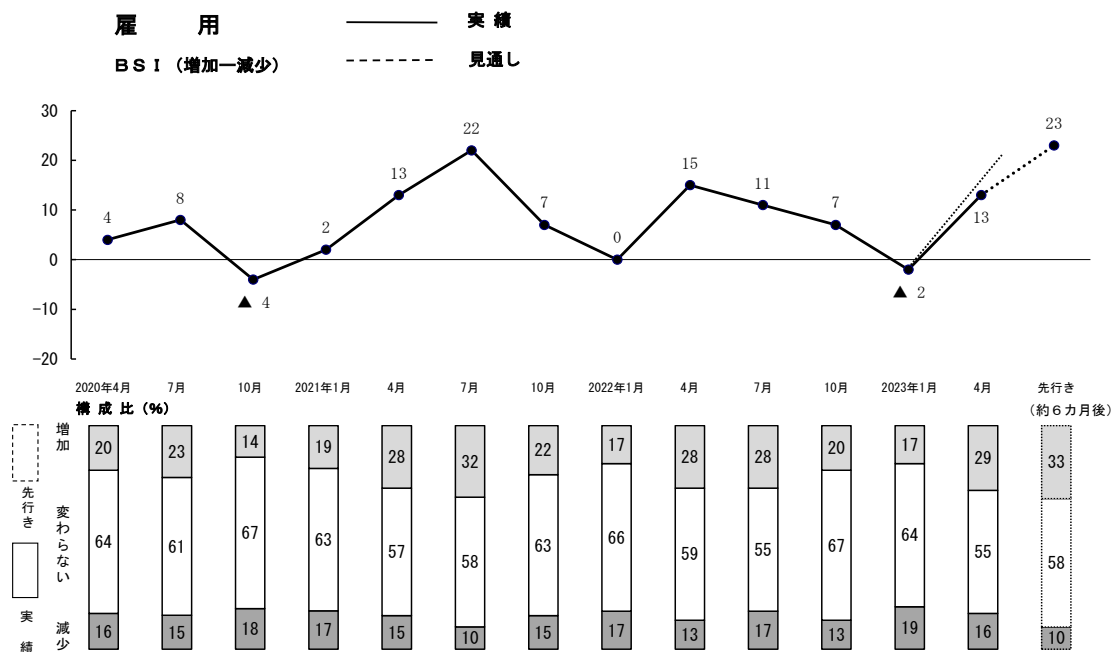 雇 用
実 績
ＢＳＩ（増加―減少）
見通し
30
20
10
0
−10
−20
4
8
▲ 4
2
13
22
7
0
15
11
7
▲ 2
13
23
2020年4月 7月 10月 2021年1月 4月 7月 10月 2022年1月 4月 7月 10月 2023年1月 4月 先行き
（約６カ月後）
構 成 比（%）
増加
20 23 14 19 28 32 22 17 28 28 20 17 29 33
先行き
変わらない
64 61 67 63 57 58 63 66 59 55 67 64 55 58
実績
減少
16 15 18 17 15 10 15 17 13 17 13 19 16 10